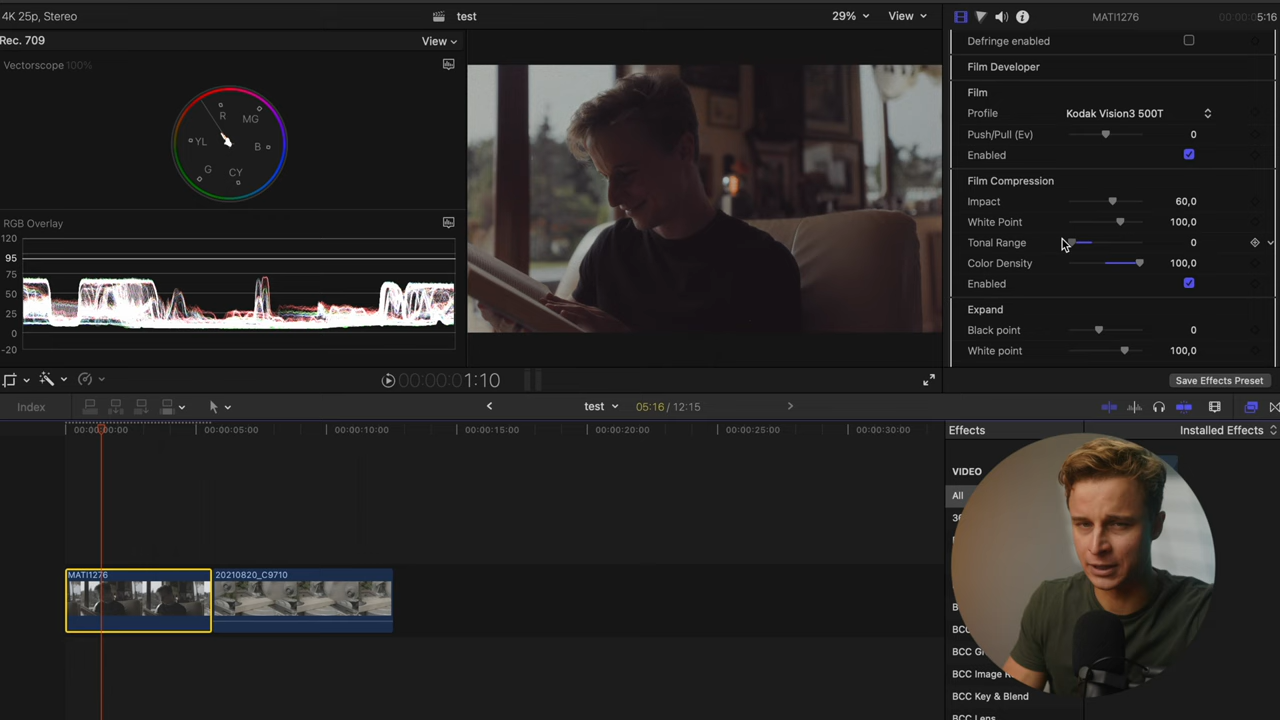 4K 25p, Stereo
test
29%
View
MATI1276
00:00:05:16
Rec. 709
View
Defringe enabled
Vectorscope 100%
Film Developer
Film
Profile Kodak Vision3 500T
Push/Pull (Ev) 0
Enabled
Film Compression
Impact 60,0
White Point 100,0
Tonal Range 0
Color Density 100,0
Enabled
Expand
Black point 0
White point 100,0
R
MG
YL
B
G
CY
RGB Overlay
120
95
75
50
25
0
-20
00:00:01:10
Save Effects Preset
Index
test
05:16 / 12:15
00:00:00:00
00:00:05:00
00:00:10:00
00:00:15:00
00:00:20:00
00:00:25:00
00:00:30:00
Effects
Installed Effects
VIDEO
All
MATI1276
20210820_C9710
BCC Key & Blend
BCC Lens